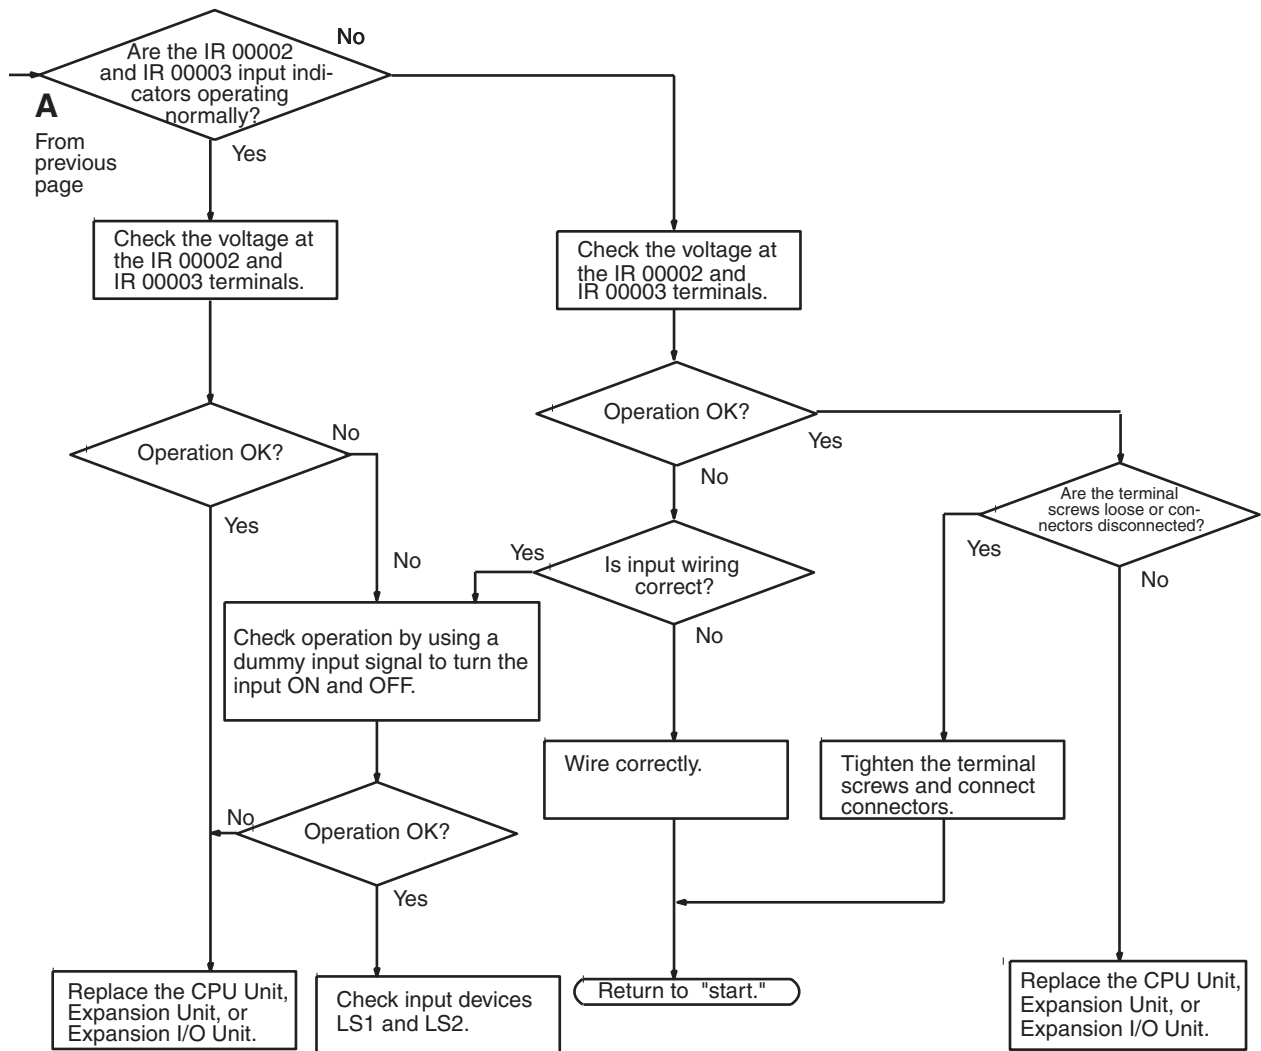 No
Are the IR 00002
and IR 00003 input indi-
cators operating
normally?
A
From
previous
page
Yes
Check the voltage at
the IR 00002 and
IR 00003 terminals.
Check the voltage at
the IR 00002 and
IR 00003 terminals.
Operation OK?
No
Yes
Operation OK?
Yes
No
Are the terminal
screws loose or con-
nectors disconnected?
Yes
No
No
Yes
Is input wiring
correct?
No
Check operation by using a
dummy input signal to turn the
input ON and OFF.
Wire correctly.
Tighten the terminal
screws and connect
connectors.
No
Operation OK?
Yes
Replace the CPU Unit,
Expansion Unit, or
Expansion I/O Unit.
Check input devices
LS1 and LS2.
Return to "start."
Replace the CPU Unit,
Expansion Unit, or
Expansion I/O Unit.